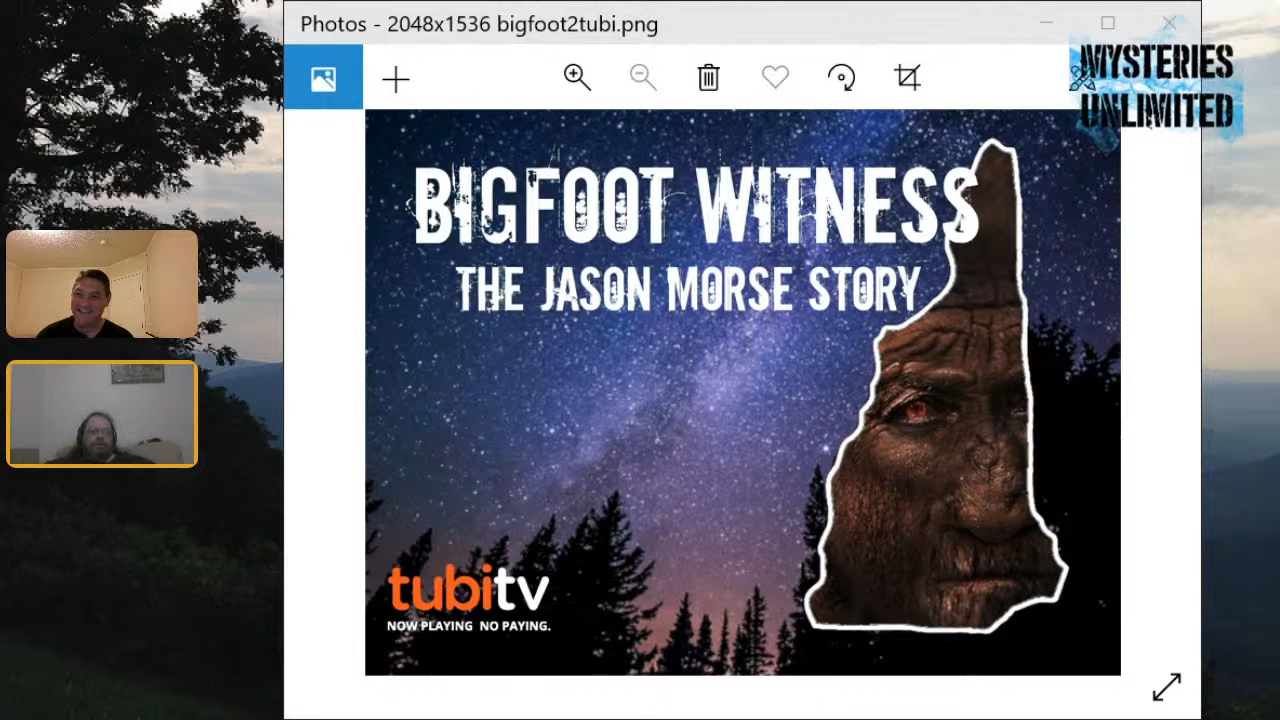 Photos - 2048x1536 bigfoot2tubi.png
MYSTERIES
UNLIMITED
BIGFOOT WITNESS
THE JASON MORSE STORY
tubitv
NOW PLAYING NO PAYING.